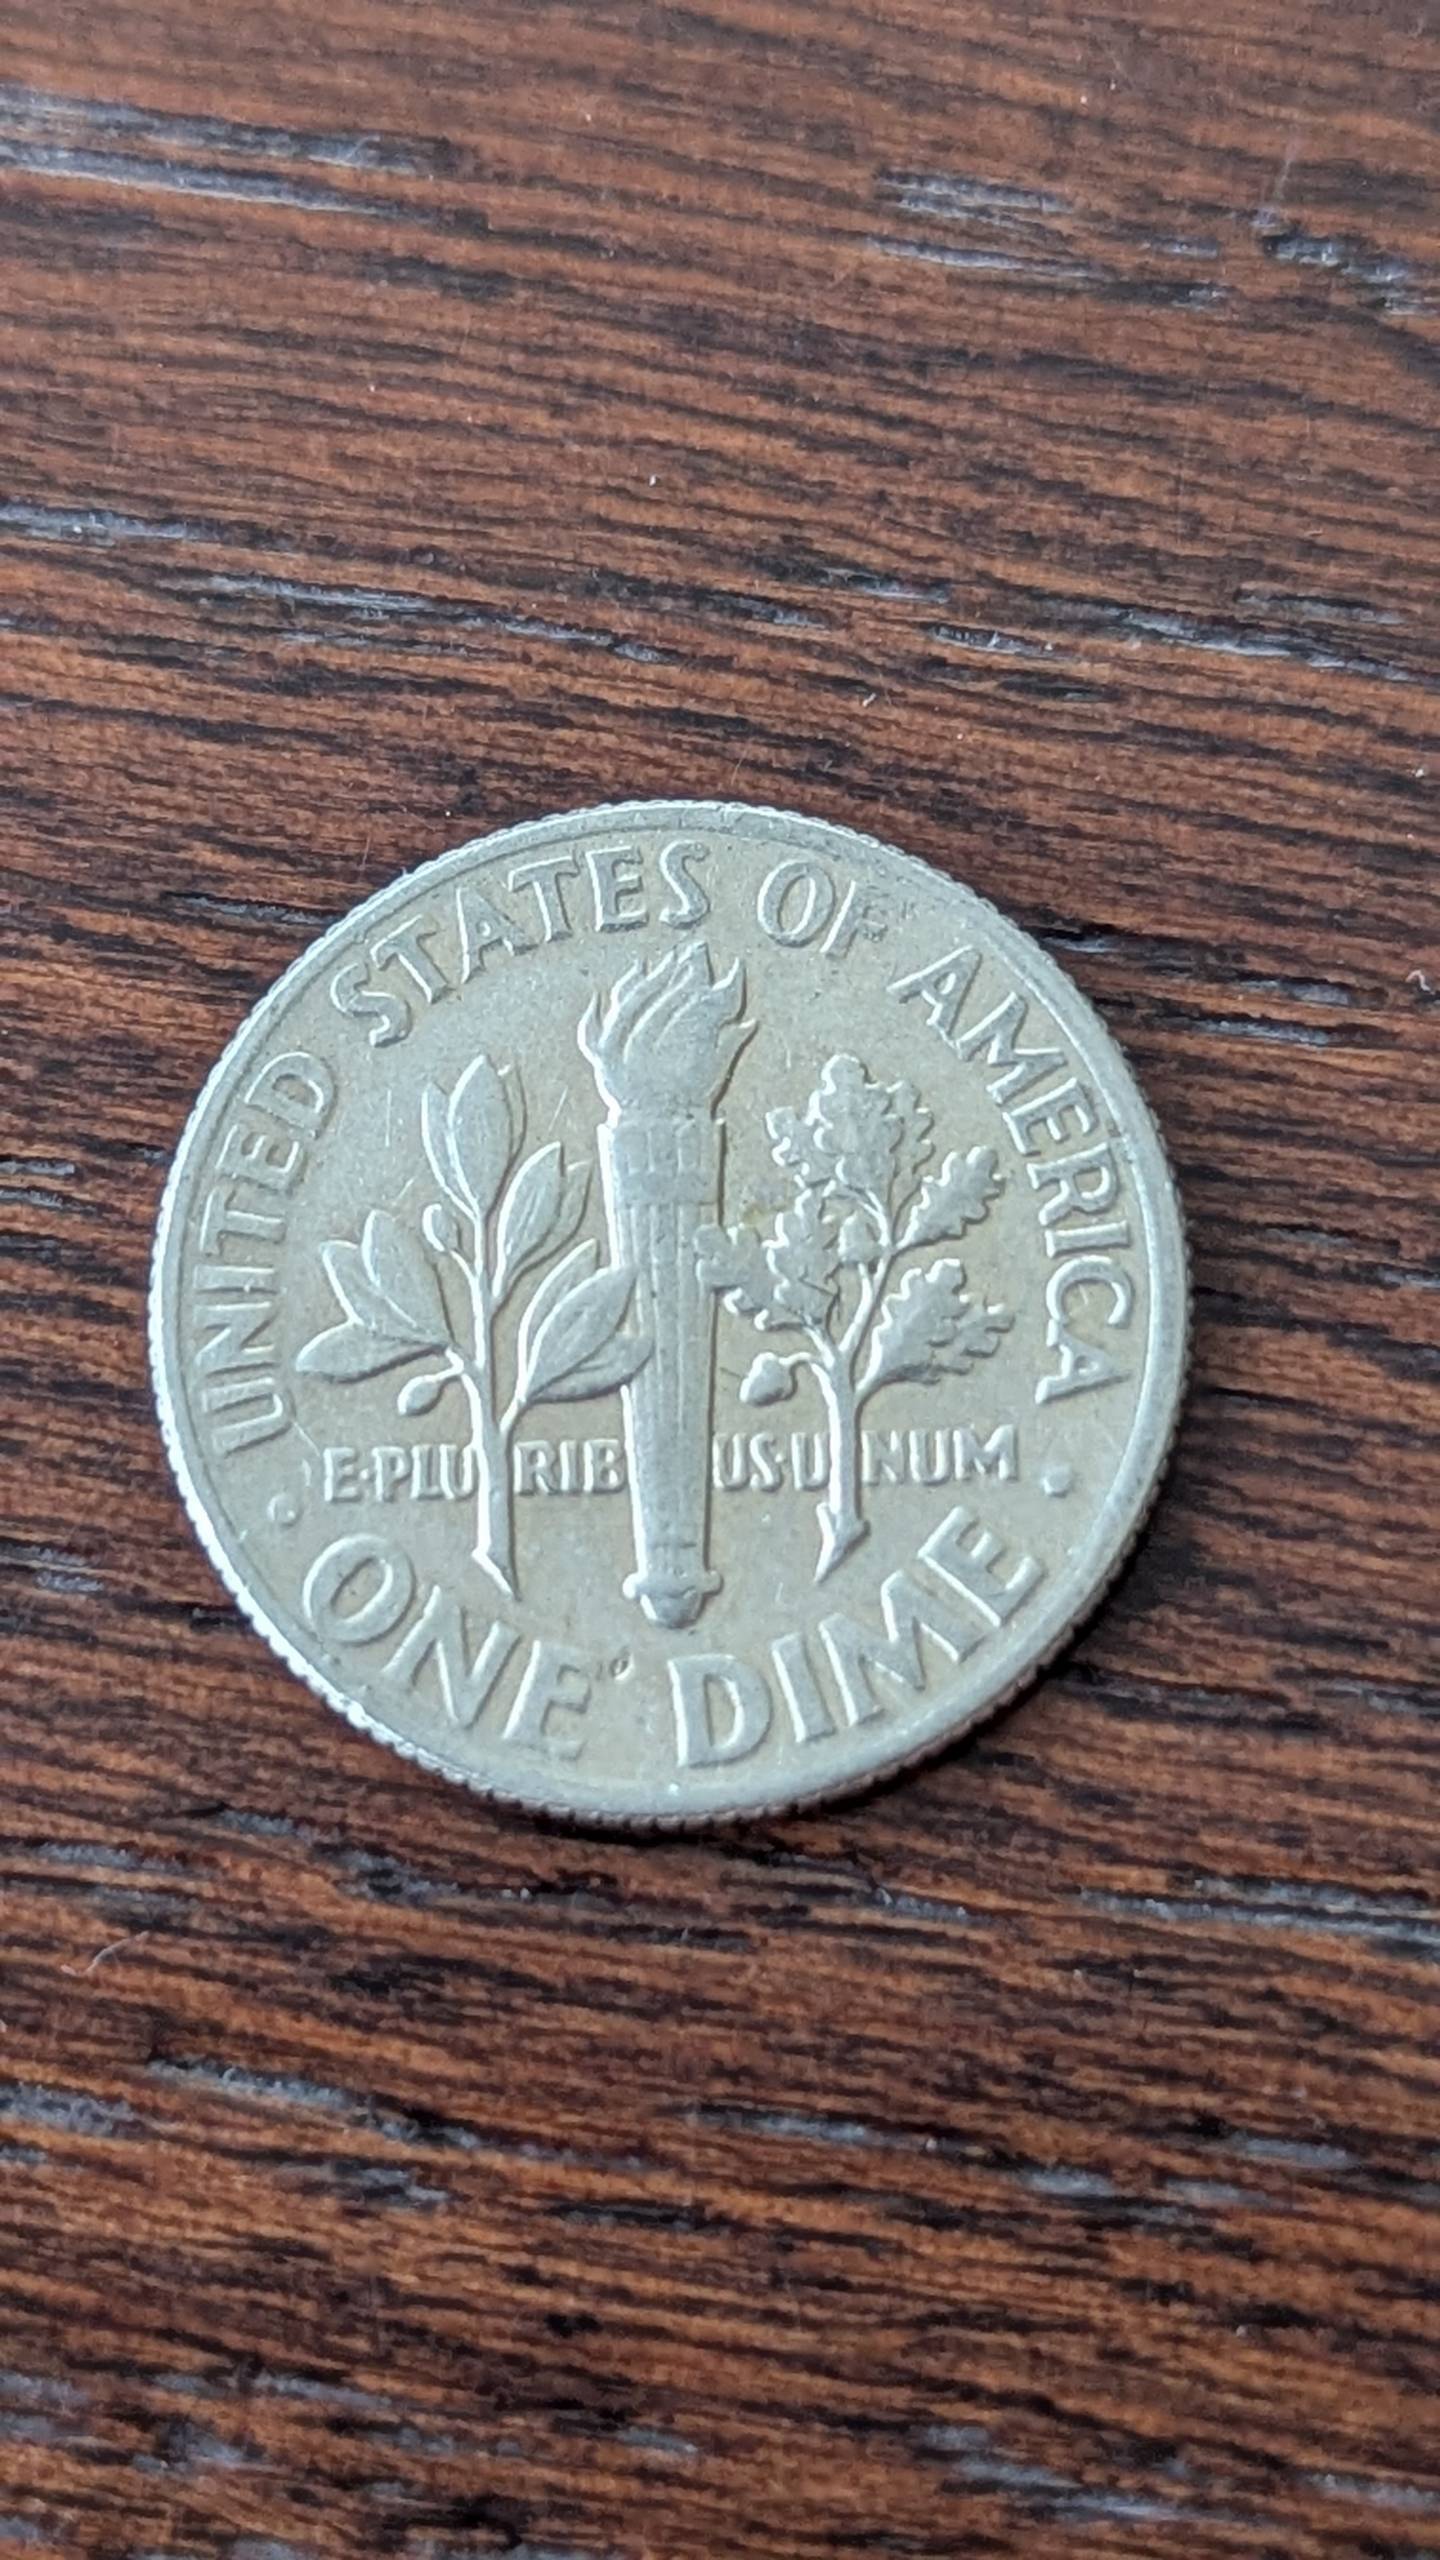 UNITED STATES OF AMERICA
E·PLURIBUS·UNUM
· ONE DIME ·